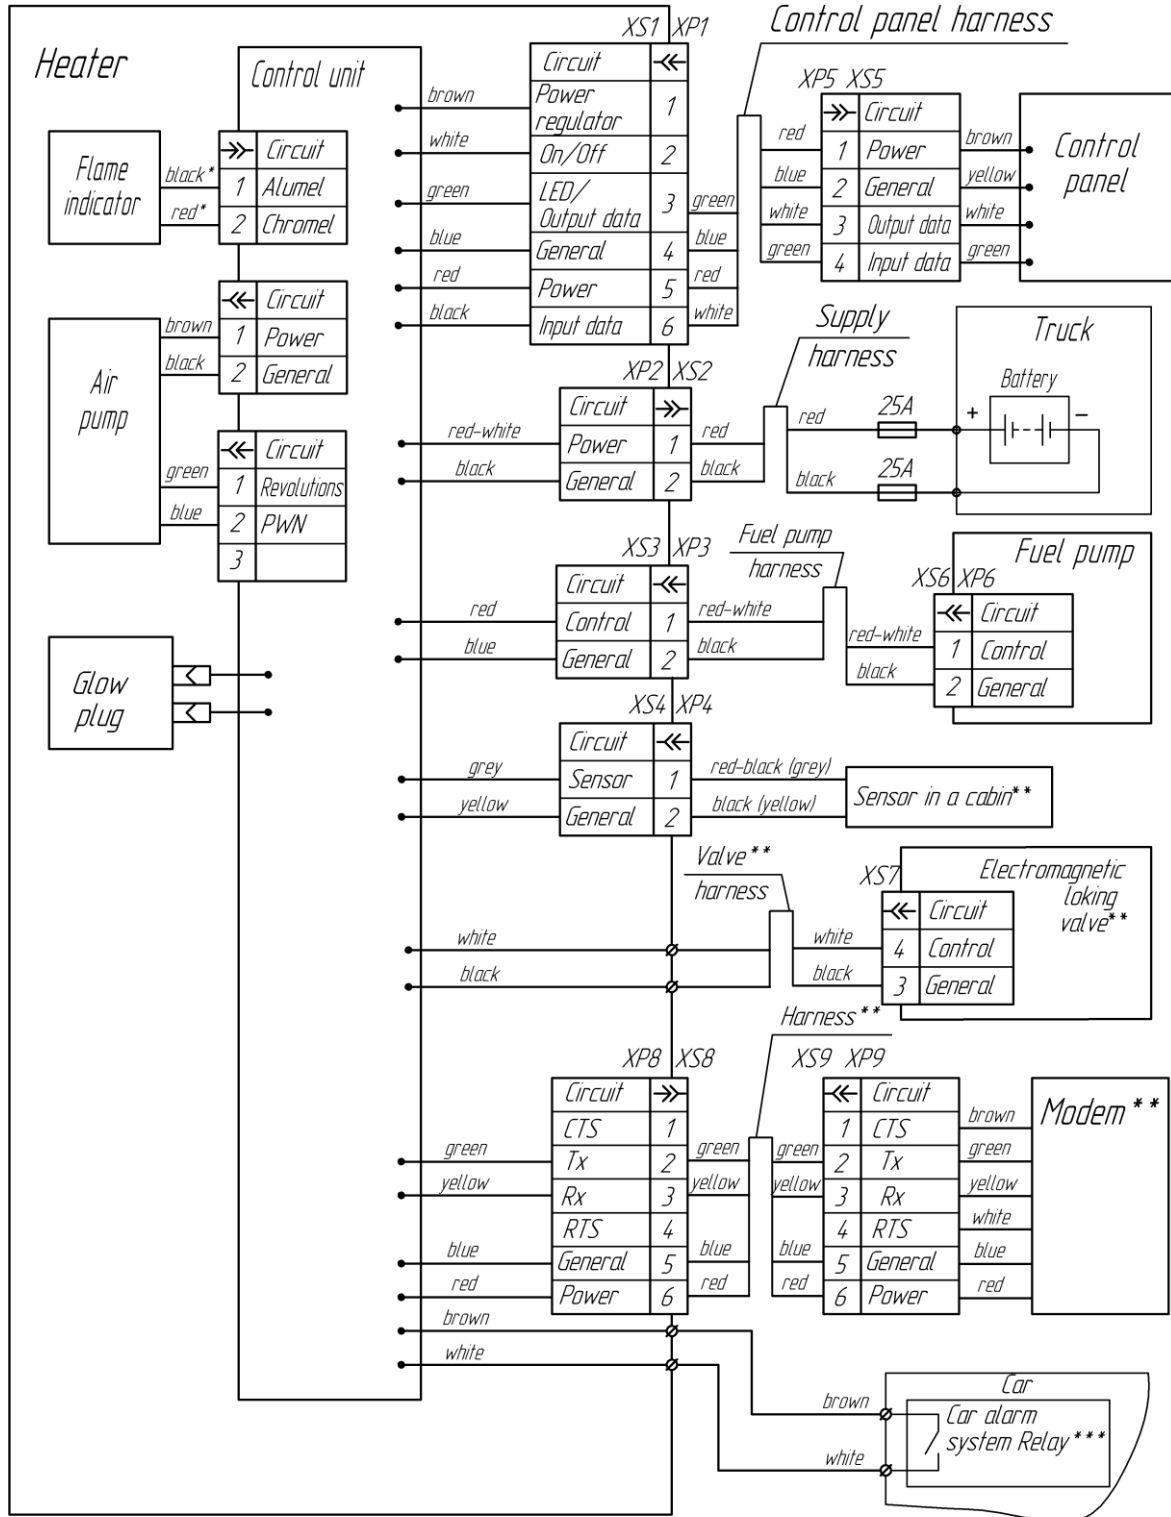 Heater
Control unit
Flame
indicator
black*
red*
Circuit
1 Alumel
2 Chromel
Air
pump
brown
black
Circuit
1 Power
2 General
green
blue
Circuit
1 Revolutions
2 PWN
3
Glow
plug
XS1 XP1
Control panel harness
Circuit
brown
Power
regulator
1
white
On/Off 2
green
LED/
Output data
3
green
blue
General 4
blue
red
Power 5
red
black
Input data 6
white
XP5 XS5
Circuit
red
1 Power
brown
blue
2 General
yellow
white
3 Output data
white
green
4 Input data
green
Control
panel
XP2 XS2
Supply
harness
Circuit
red-white
Power 1
red
black
General 2
black
red
25A
black
25A
Truck
Battery
+ −
XS3 XP3
Fuel pump
harness
Circuit
red
Control 1
red-white
blue
General 2
black
Fuel pump
XS6 XP6
Circuit
red-white
1 Control
black
2 General
XS4 XP4
Circuit
grey
Sensor 1
red-black (grey)
yellow
General 2
black (yellow)
Sensor in a cabin**
Valve**
harness
white
black
white
black
XS7
Electromagnetic
loking
valve**
Circuit
4 Control
3 General
Harness**
XP8 XS8
Circuit
CTS 1
green
Tx 2
green
yellow
Rx 3
yellow
RTS 4
blue
General 5
blue
red
Power 6
red
XS9 XP9
Circuit
1 CTS
brown
green
2 Tx
green
yellow
3 Rx
yellow
4 RTS
white
blue
5 General
blue
red
6 Power
red
Modem**
brown
white
brown
white
Car
Car alarm
system Relay***